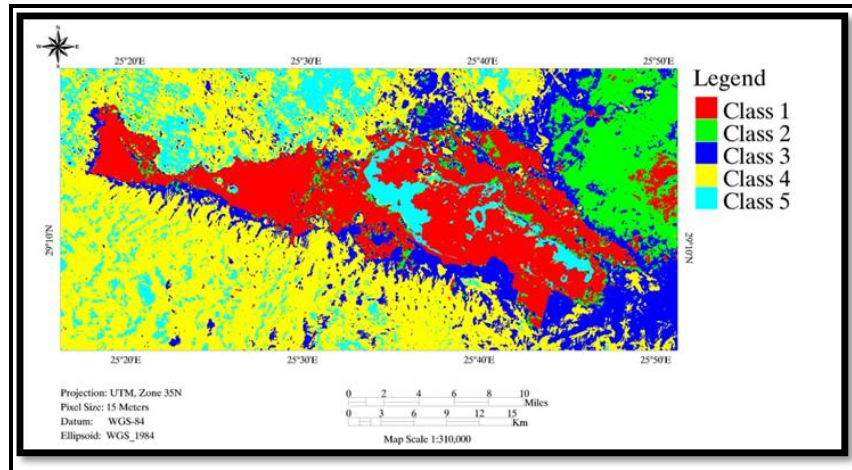 N
W E
S
25°20'E 25°30'E 25°40'E 25°50'E
Legend
Class 1
Class 2
Class 3
Class 4
Class 5
29°10'N
29°10'N
25°20'E 25°30'E 25°40'E 25°50'E
Projection: UTM, Zone 35N
Pixel Size: 15 Meters
Datum: WGS-84
Ellipsoid: WGS_1984
0 2 4 6 8 10
Miles
0 3 6 9 12 15
Km
Map Scale 1:310,000